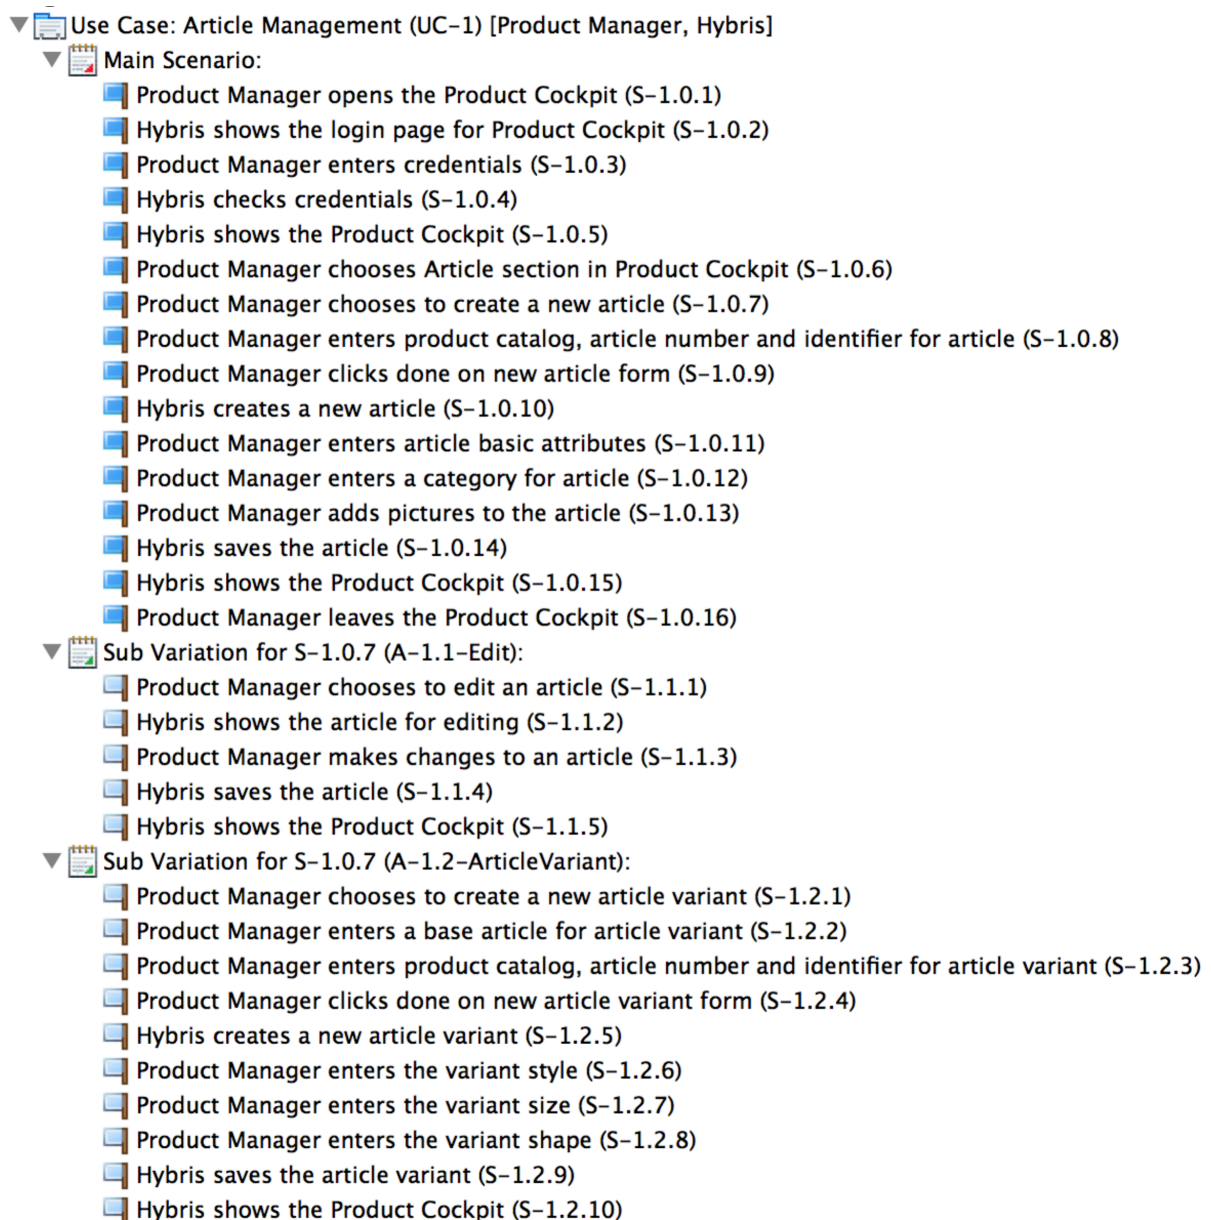 Use Case: Article Management (UC-1) [Product Manager, Hybris]
Main Scenario:
Product Manager opens the Product Cockpit (S-1.0.1)
Hybris shows the login page for Product Cockpit (S-1.0.2)
Product Manager enters credentials (S-1.0.3)
Hybris checks credentials (S-1.0.4)
Hybris shows the Product Cockpit (S-1.0.5)
Product Manager chooses Article section in Product Cockpit (S-1.0.6)
Product Manager chooses to create a new article (S-1.0.7)
Product Manager enters product catalog, article number and identifier for article (S-1.0.8)
Product Manager clicks done on new article form (S-1.0.9)
Hybris creates a new article (S-1.0.10)
Product Manager enters article basic attributes (S-1.0.11)
Product Manager enters a category for article (S-1.0.12)
Product Manager adds pictures to the article (S-1.0.13)
Hybris saves the article (S-1.0.14)
Hybris shows the Product Cockpit (S-1.0.15)
Product Manager leaves the Product Cockpit (S-1.0.16)
Sub Variation for S-1.0.7 (A-1.1-Edit):
Product Manager chooses to edit an article (S-1.1.1)
Hybris shows the article for editing (S-1.1.2)
Product Manager makes changes to an article (S-1.1.3)
Hybris saves the article (S-1.1.4)
Hybris shows the Product Cockpit (S-1.1.5)
Sub Variation for S-1.0.7 (A-1.2-ArticleVariant):
Product Manager chooses to create a new article variant (S-1.2.1)
Product Manager enters a base article for article variant (S-1.2.2)
Product Manager enters product catalog, article number and identifier for article variant (S-1.2.3)
Product Manager clicks done on new article variant form (S-1.2.4)
Hybris creates a new article variant (S-1.2.5)
Product Manager enters the variant style (S-1.2.6)
Product Manager enters the variant size (S-1.2.7)
Product Manager enters the variant shape (S-1.2.8)
Hybris saves the article variant (S-1.2.9)
Hybris shows the Product Cockpit (S-1.2.10)